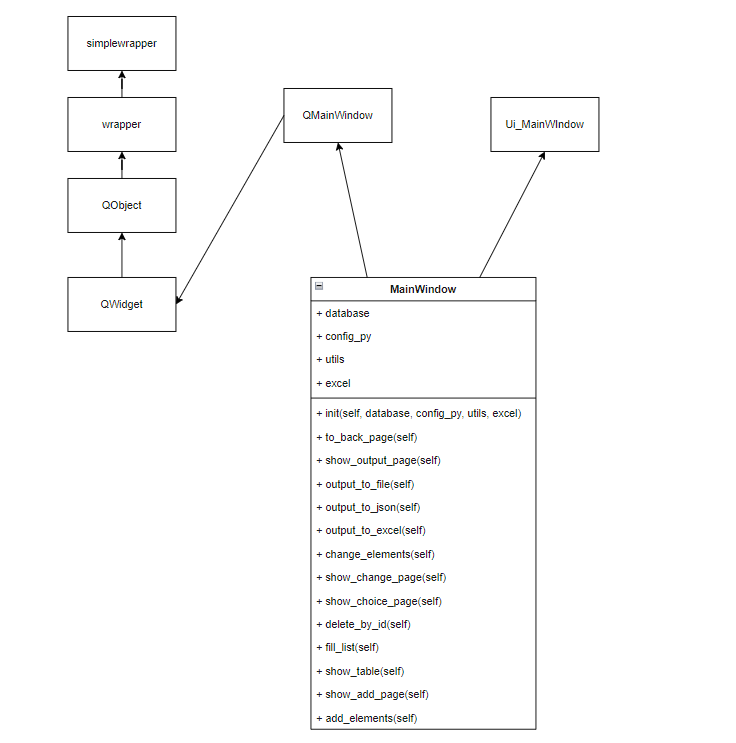 simplewrapper
wrapper
QObject
QWidget
QMainWindow
Ui_MainWIndow
MainWindow
+ database
+ config_py
+ utils
+ excel
+ init(self, database, config_py, utils, excel)
+ to_back_page(self)
+ show_output_page(self)
+ output_to_file(self)
+ output_to_json(self)
+ output_to_excel(self)
+ change_elements(self)
+ show_change_page(self)
+ show_choice_page(self)
+ delete_by_id(self)
+ fill_list(self)
+ show_table(self)
+ show_add_page(self)
+ add_elements(self)